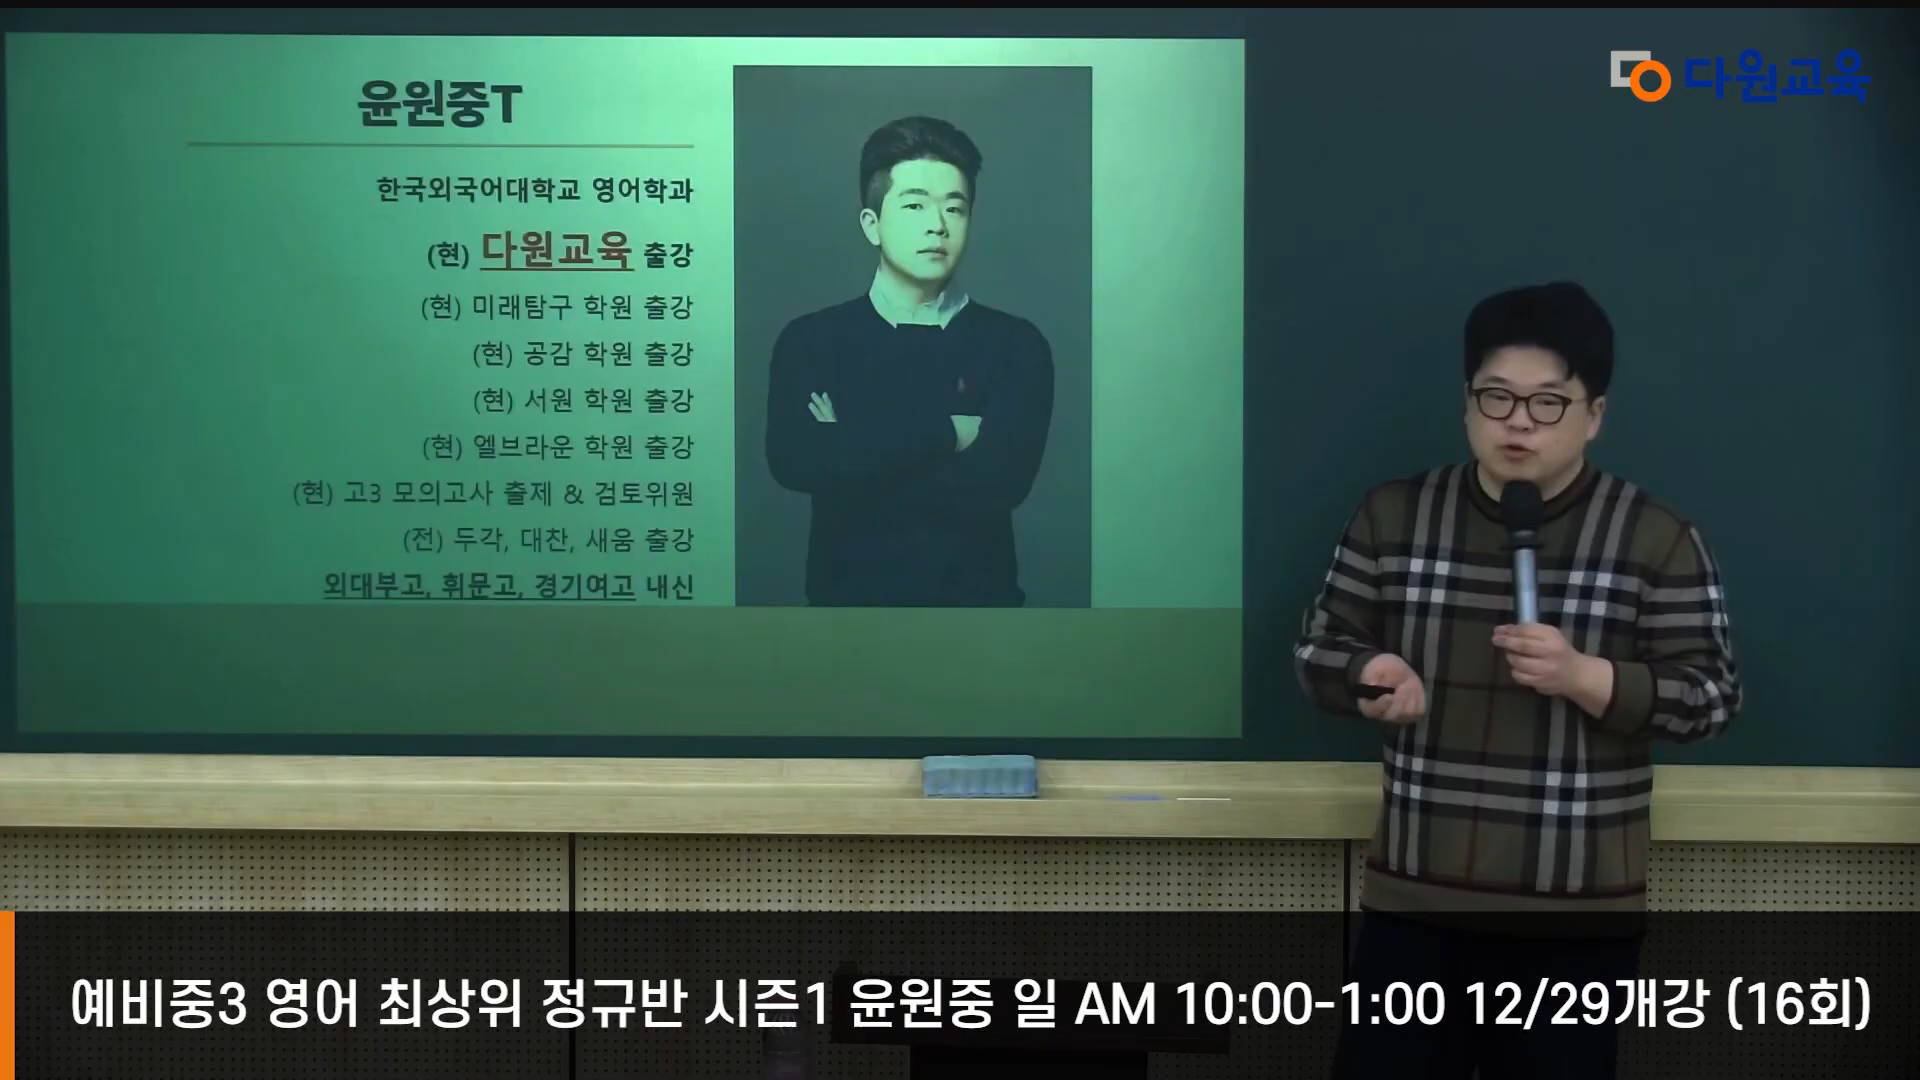 윤원중T
한국외국어대학교 영어학과
(현) 다원교육 출강
(현) 미래탐구 학원 출강
(현) 공감 학원 출강
(현) 서원 학원 출강
(현) 엘브라운 학원 출강
(현) 고3 모의고사 출제 & 검토위원
(전) 두각, 대찬, 새움 출강
외대부고, 휘문고, 경기여고 내신
다원교육
예비중3 영어 최상위 정규반 시즌1 윤원중 일 AM 10:00-1:00 12/29개강 (16회)